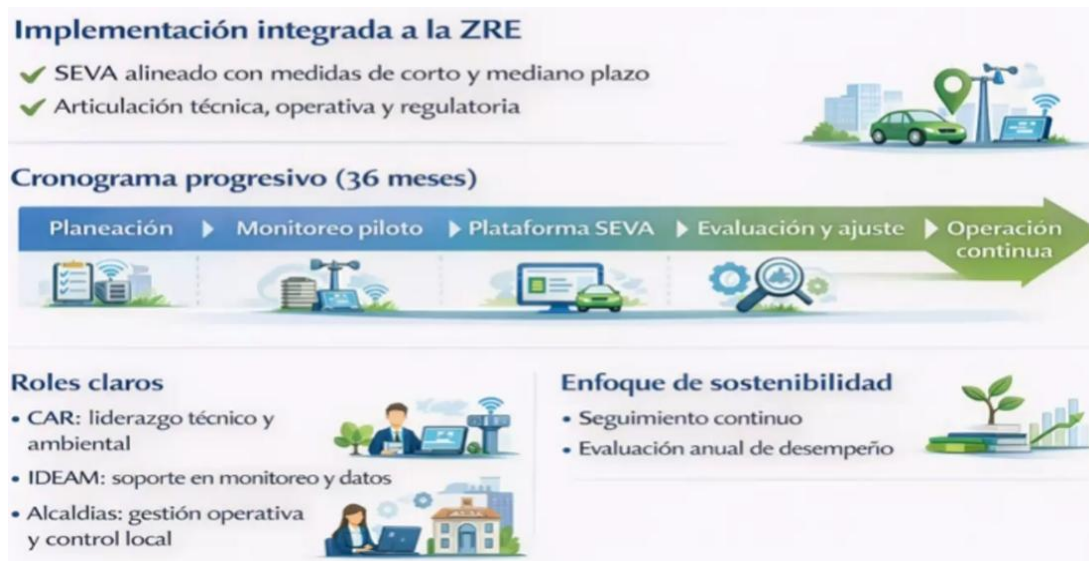 Implementación integrada a la ZRE
SEVA alineado con medidas de corto y mediano plazo
Articulación técnica, operativa y regulatoria
Cronograma progresivo (36 meses)
Planeación
Monitoreo piloto
Plataforma SEVA
Evaluación y ajuste
Operación
continua
Roles claros
• CAR: liderazgo técnico y
ambiental
• IDEAM: soporte en monitoreo y datos
• Alcaldias: gestión operativa
y control local
Enfoque de sostenibilidad
• Seguimiento continuo
• Evaluación anual de desempeño